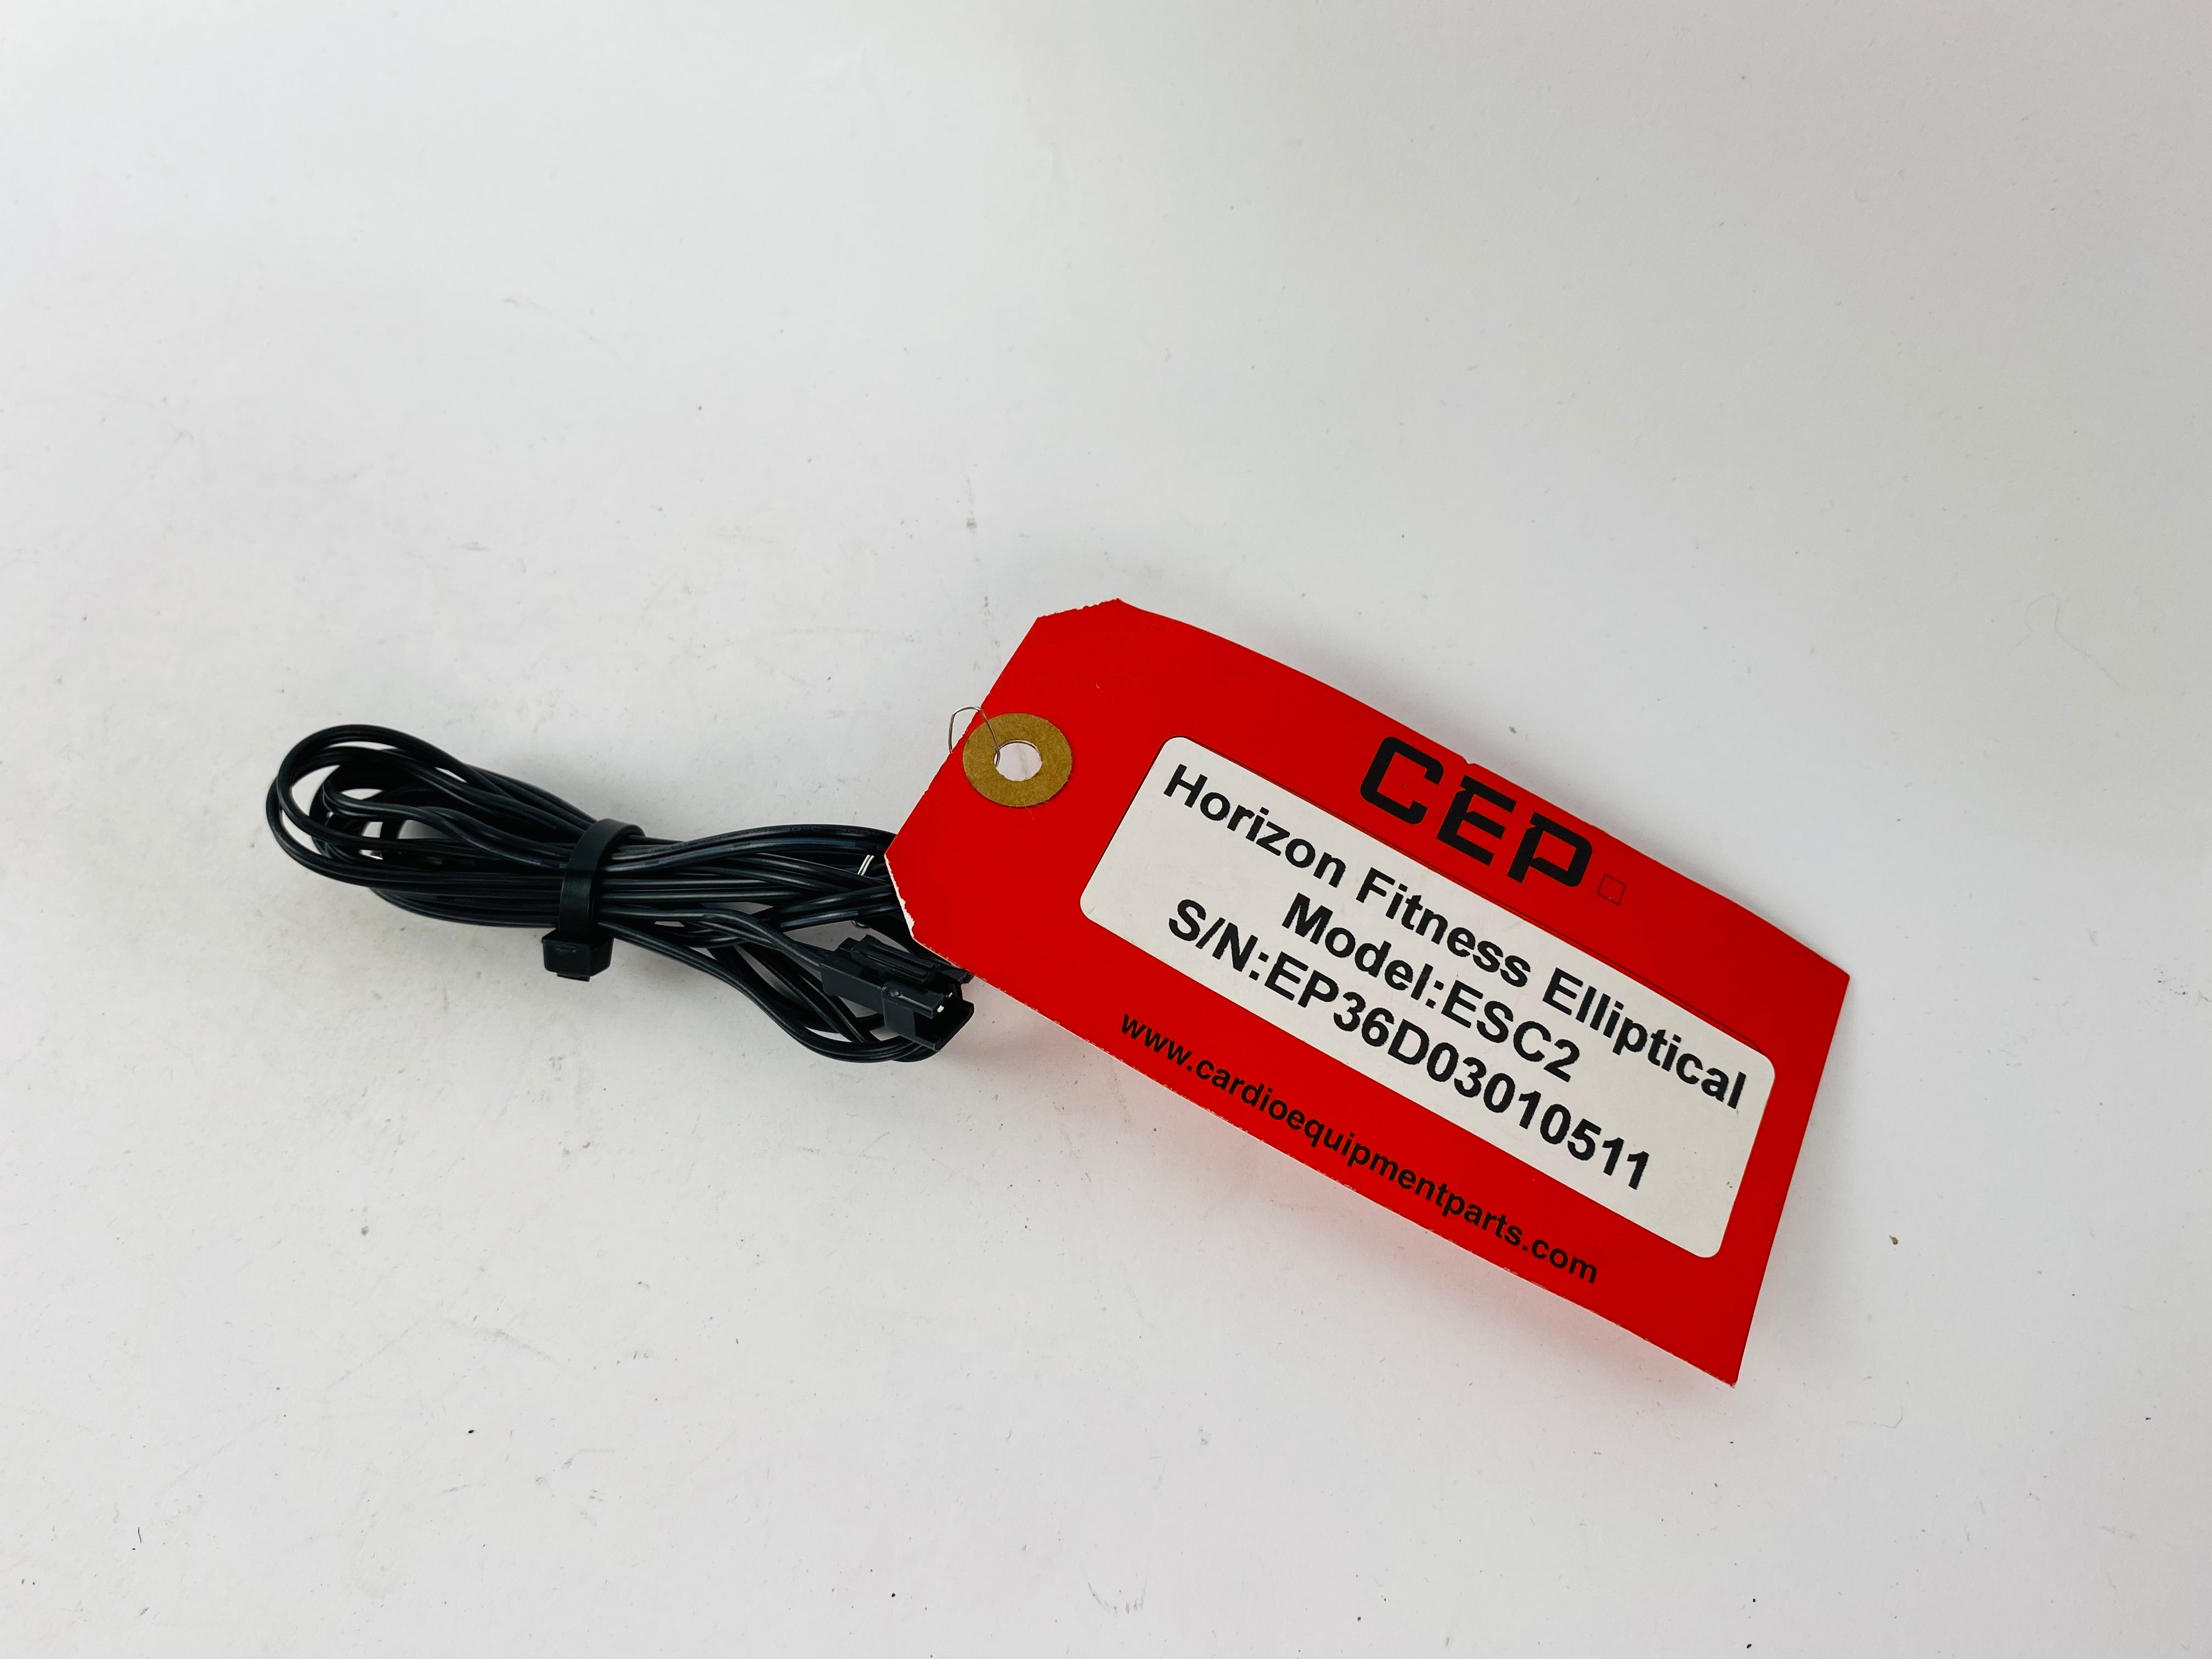 CEP
Horizon Fitness Elliptical
Model:ESC2
S/N:EP36D03010511
www.cardioequipmentparts.com